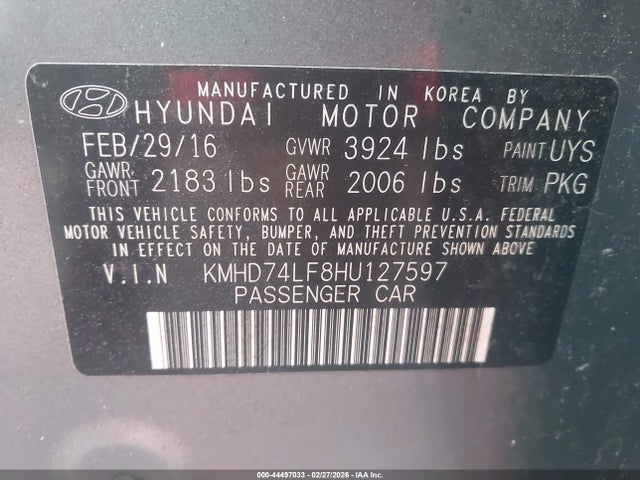 MANUFACTURED IN KOREA BY
HYUNDAI MOTOR COMPANY
FEB/29/16 GVWR 3924 lbs PAINT UYS
GAWR FRONT 2183 lbs GAWR REAR 2006 lbs TRIM PKG
THIS VEHICLE CONFORMS TO ALL APPLICABLE U.S.A. FEDERAL
MOTOR VEHICLE SAFETY, BUMPER, AND THEFT PREVENTION STANDARDS
IN EFFECT ON THE DATE OF MANUFACTURE SHOWN ABOVE
V.I.N KMHD74LF8HU127597
PASSENGER CAR
000-44497033 - 02/27/2026 - IAA Inc.